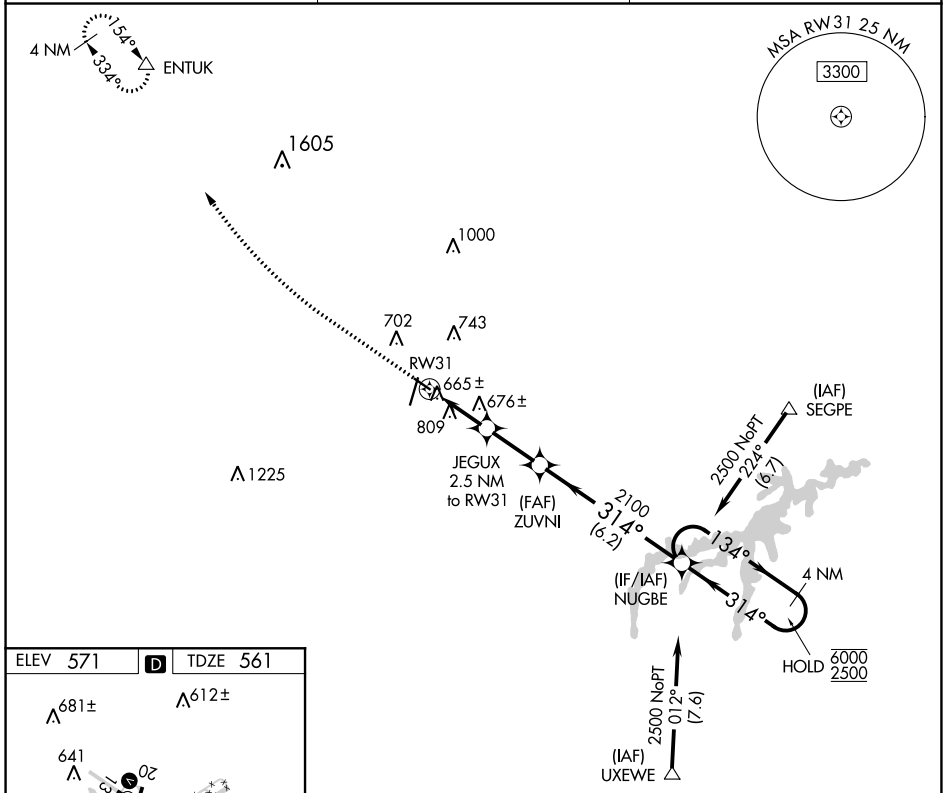 154°
4 NM
334°
ENTUK
MSA RW31 25 NM
3300
1605
1000
702
743
RW31
665±
676±
809
JEGUX
2.5 NM
to RW31
(FAF)
ZUVNI
1225
(IAF)
SEGPE
2500 NoPT
224°
(6.7)
2100
314°
(6.2)
134°
(IF/IAF)
NUGBE
4 NM
314°
HOLD
6000
2500
2500 NoPT
012°
(7.6)
(IAF)
UXEWE
ELEV 571
D
TDZE 561
681±
612±
641
V
20
13